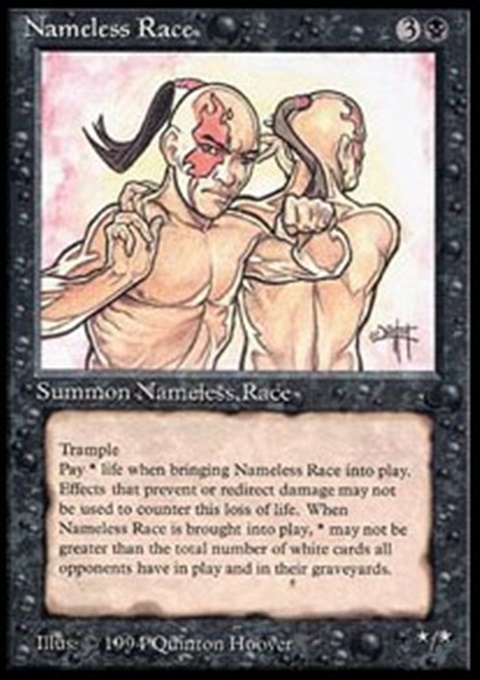 Nameless Race 3
Summon Nameless Race
Trample
Pay * life when bringing Nameless Race into play.
Effects that prevent or redirect damage may not
be used to counter this loss of life. When
Nameless Race is brought into play, * may not be
greater than the total number of white cards all
opponents have in play and in their graveyards.
Illus. © 1994 Quinton Hoover */*